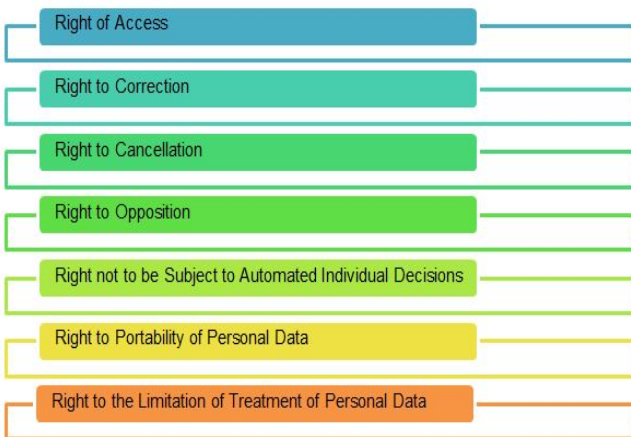 Right of Access
Right to Correction
Right to Cancellation
Right to Opposition
Right not to be Subject to Automated Individual Decisions
Right to Portability of Personal Data
Right to the Limitation of Treatment of Personal Data